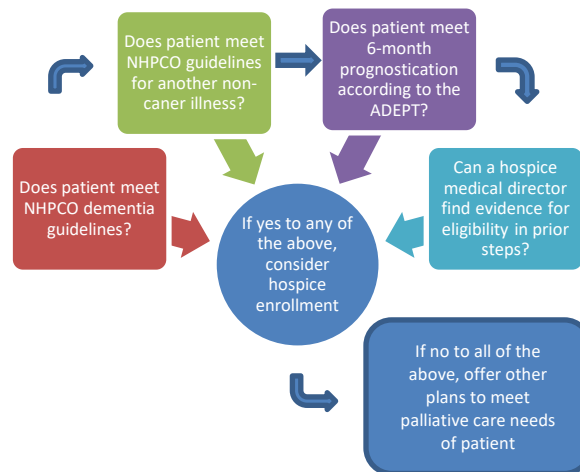 Does patient meet
NHPCO dementia
guidelines?
Does patient meet
NHPCO guidelines
for another non-
caner illness?
Does patient meet
6-month
prognostication
according to the
ADEPT?
Can a hospice
medical director
find evidence for
eligibility in prior
steps?
If yes to any of
the above,
consider
hospice
enrollment
If no to all of the
above, offer other
plans to meet
palliative care needs
of patient